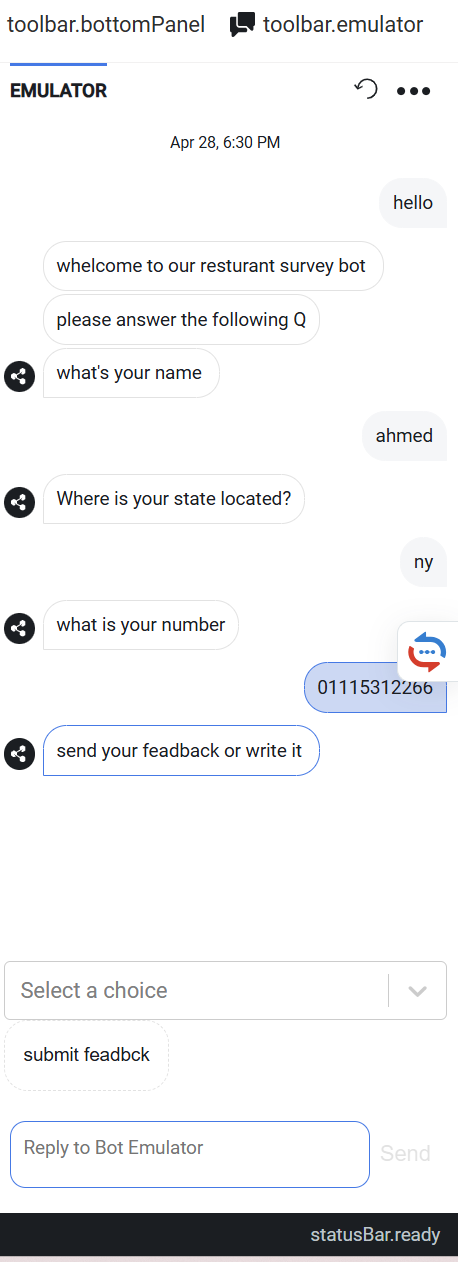 toolbar.bottomPanel toolbar.emulator
EMULATOR
Apr 28, 6:30 PM
hello
whelcome to our resturant survey bot
please answer the following Q
what's your name
ahmed
Where is your state located?
ny
what is your number
01115312266
send your feadback or write it
Select a choice
submit feadbck
Reply to Bot Emulator
Send
statusBar.ready